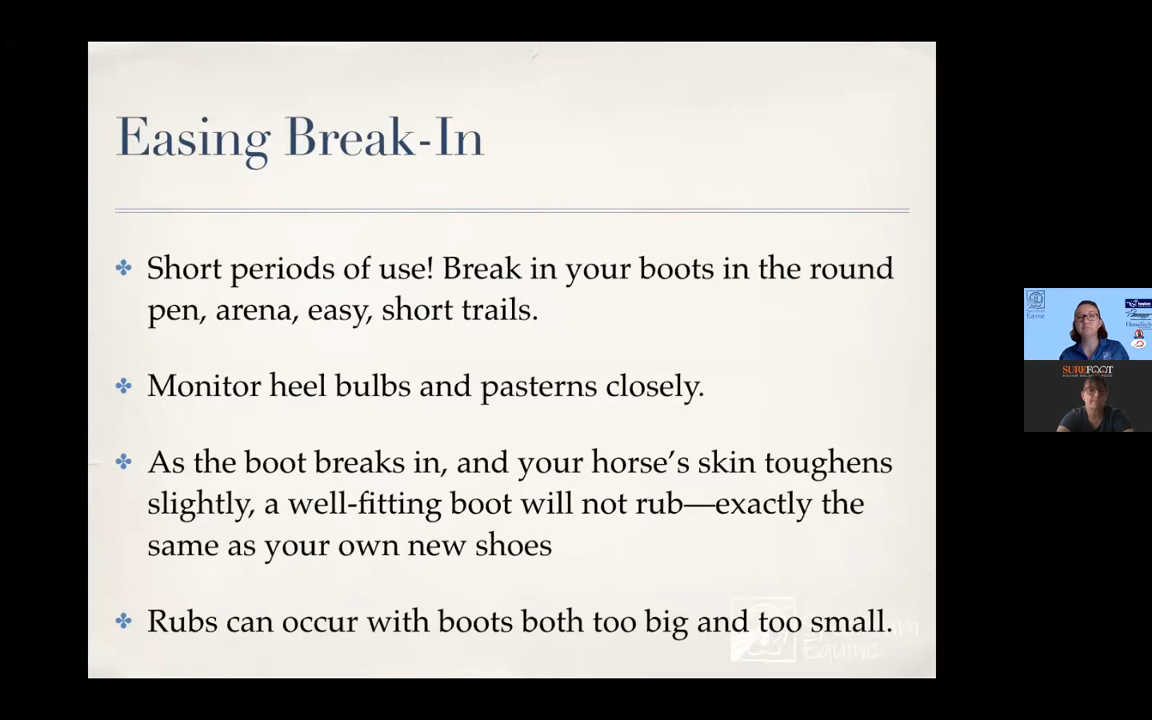 Easing Break-In
✤ Short periods of use! Break in your boots in the round
pen, arena, easy, short trails.
✤ Monitor heel bulbs and pasterns closely.
✤ As the boot breaks in, and your horse’s skin toughens
slightly, a well-fitting boot will not rub—exactly the
same as your own new shoes
✤ Rubs can occur with boots both too big and too small.
Equine
Equine
SUREFOOT